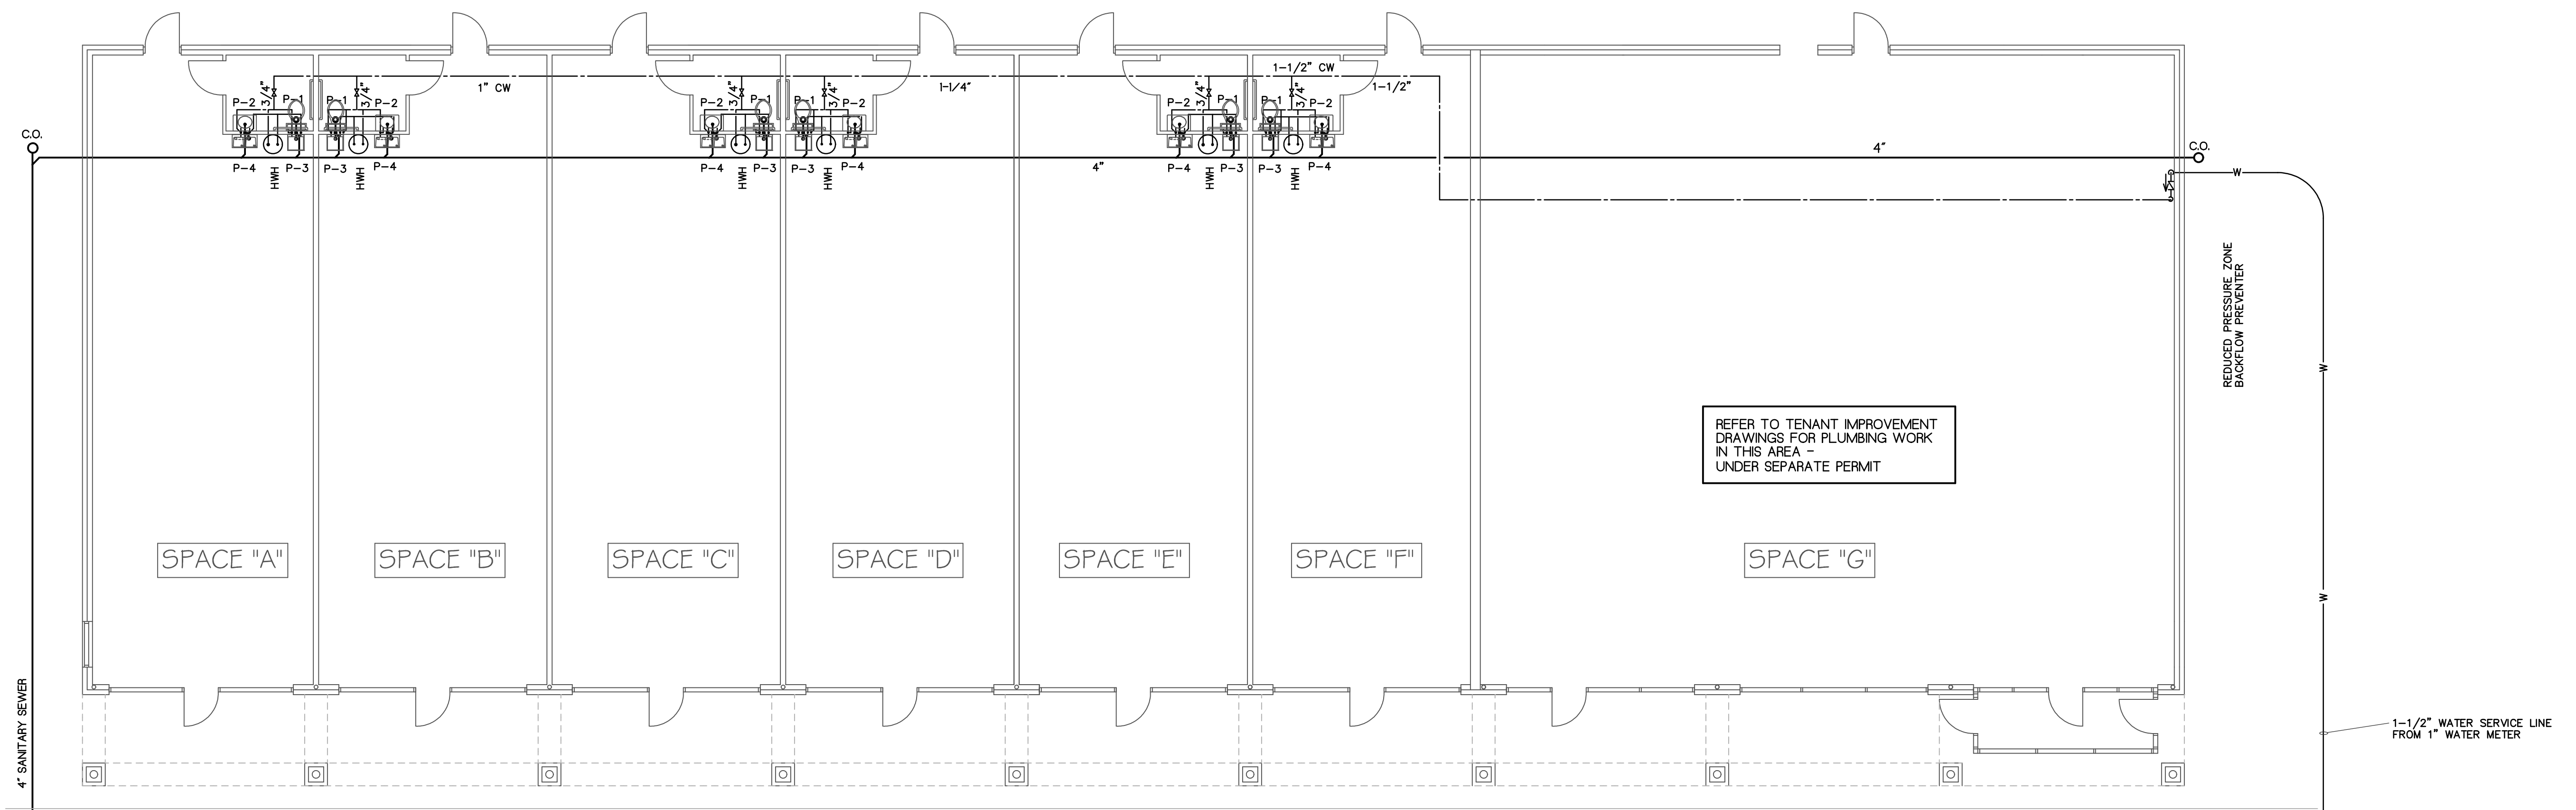 1-1/2" CW
1" CW
1-1/4"
1-1/2"
3/4"
3/4"
3/4"
3/4"
3/4"
3/4"
P-2
P-1
P-1
P-2
P-2
P-1
P-1
P-2
P-2
P-1
P-1
P-2
C.O.
4"
C.O.
P-4
HWH
P-3
P-3
HWH
P-4
P-4
HWH
P-3
P-3
HWH
P-4
4"
P-4
HWH
P-3
P-3
HWH
P-4
W
REDUCED PRESSURE ZONE
BACKFLOW PREVENTER
W
REFER TO TENANT IMPROVEMENT
DRAWINGS FOR PLUMBING WORK
IN THIS AREA -
UNDER SEPARATE PERMIT
SPACE "A"
SPACE "B"
SPACE "C"
SPACE "D"
SPACE "E"
SPACE "F"
SPACE "G"
W
4" SANITARY SEWER
1-1/2" WATER SERVICE LINE
FROM 1" WATER METER